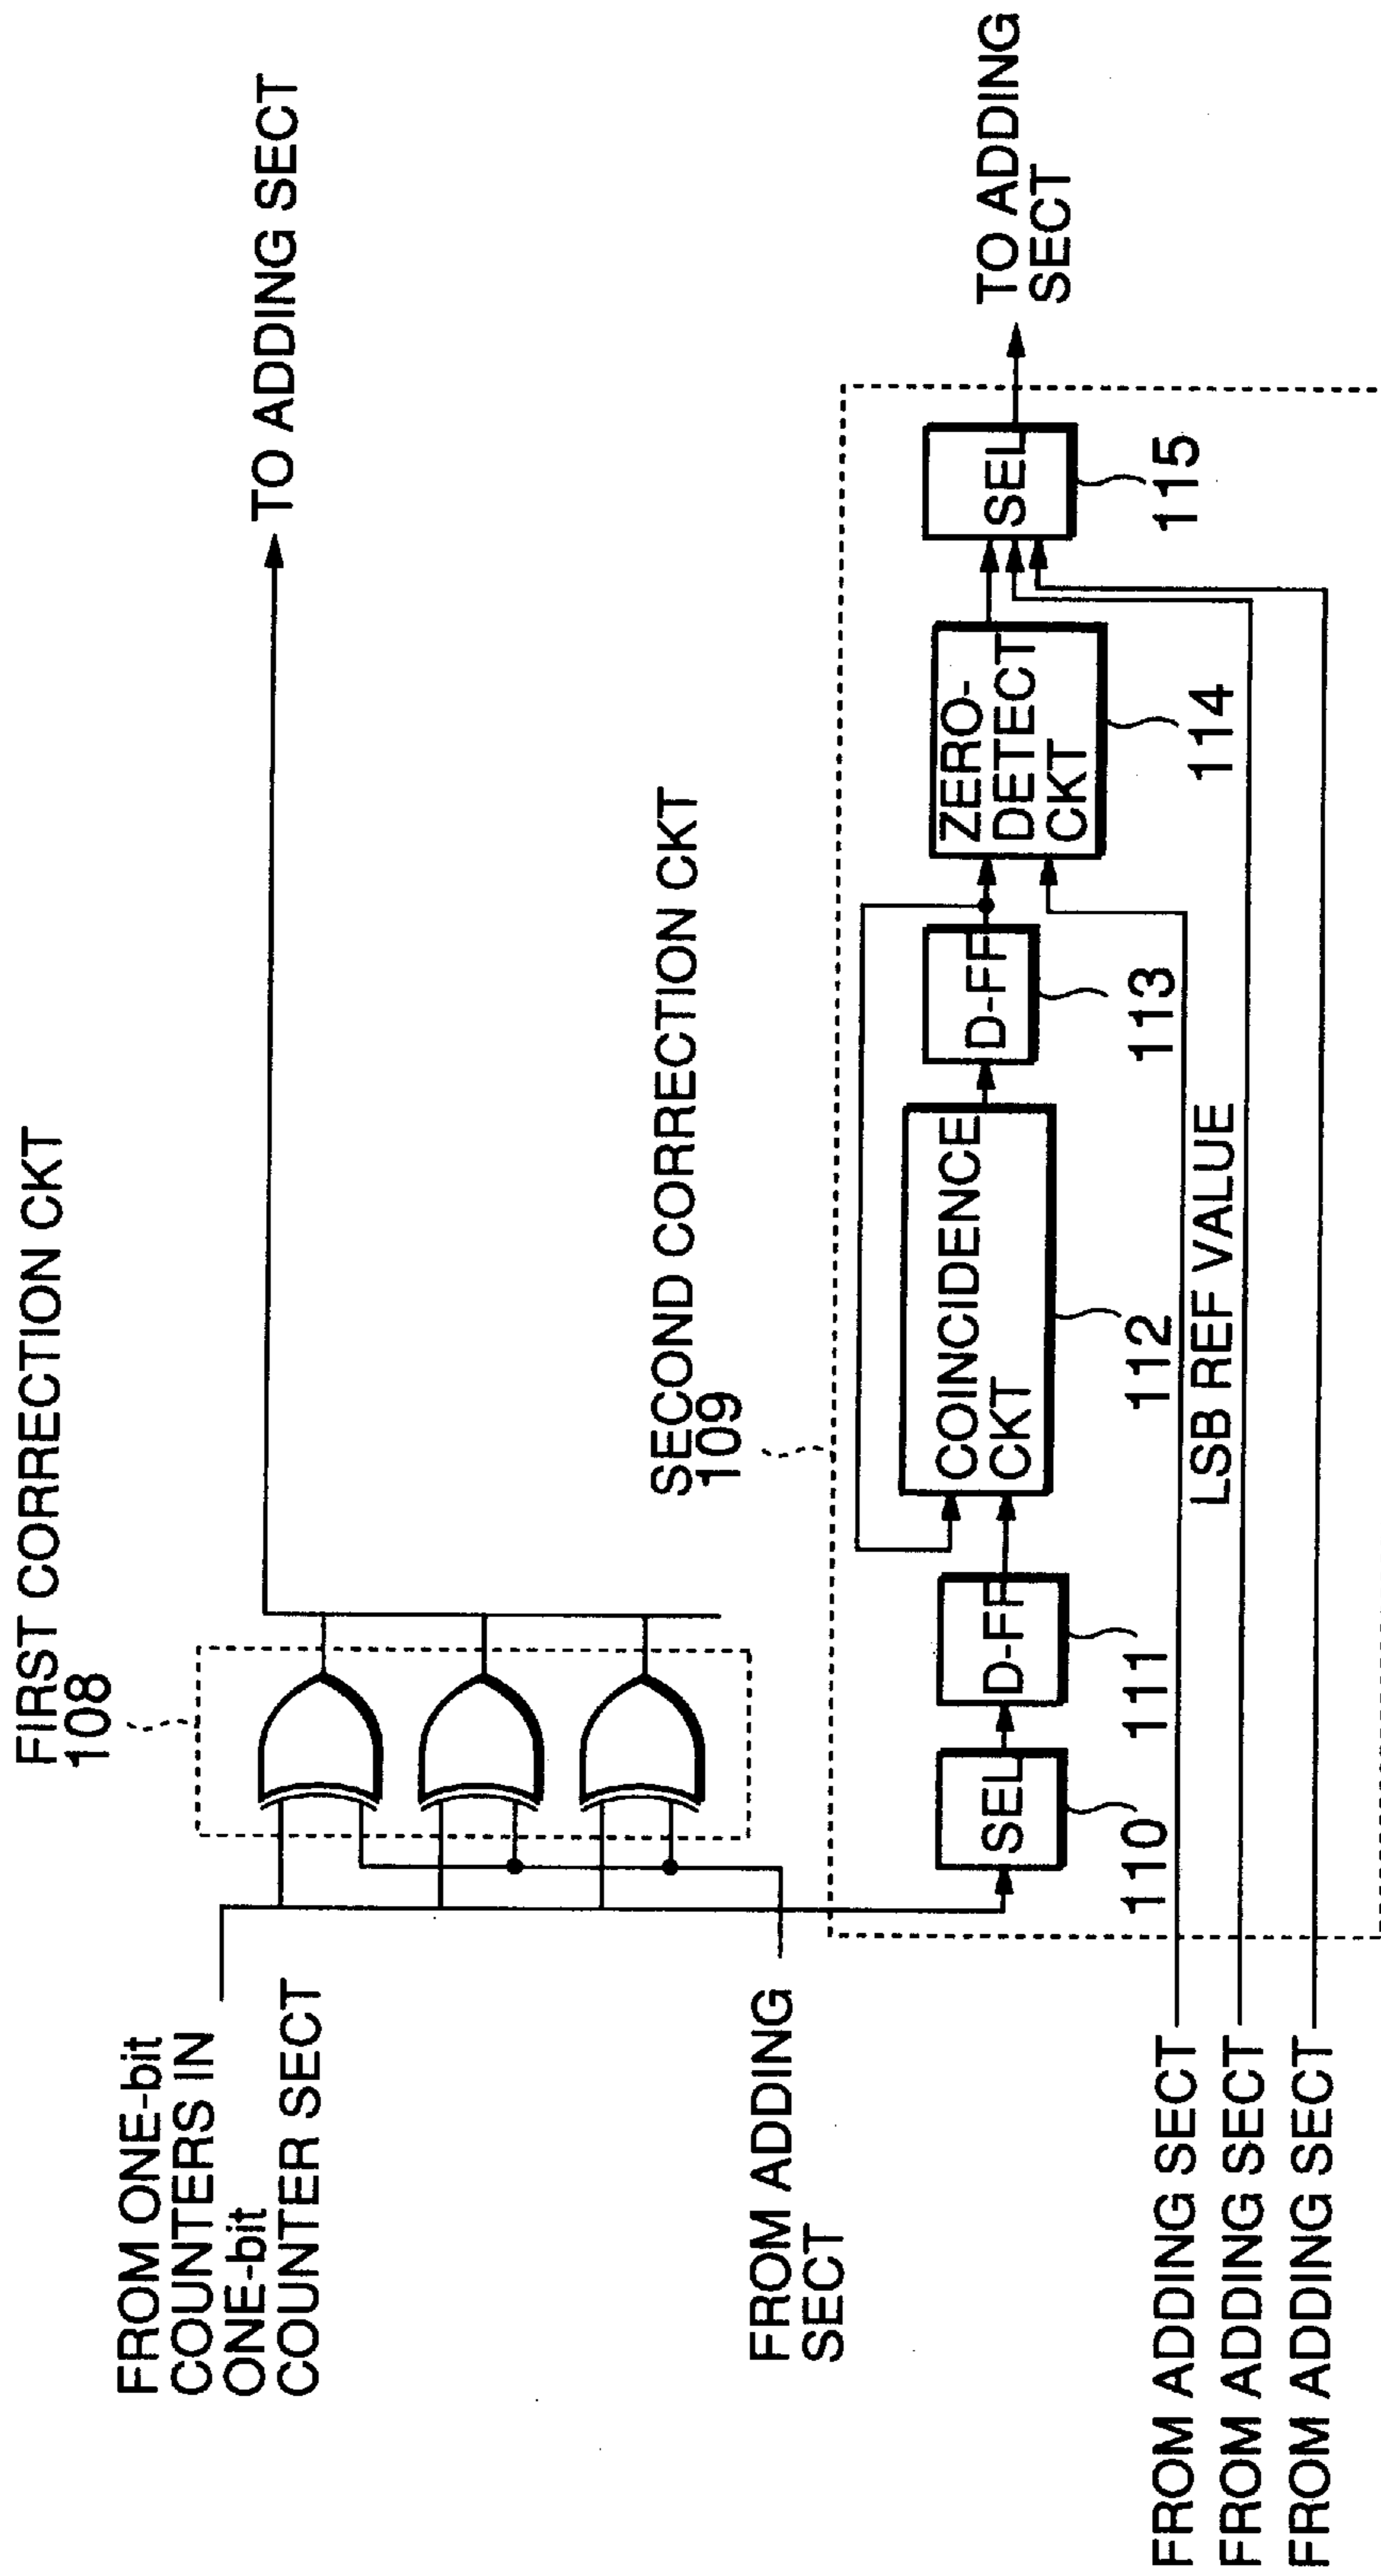 FIRST CORRECTION CKT
108
TO ADDING SECT
FROM ONE-bit
COUNTERS IN
ONE-bit
COUNTER SECT
SECOND CORRECTION CKT
109
FROM ADDING
SECT
SEL
D-FF
COINCIDENCE
CKT
D-FF
ZERO-
DETECT
CKT
SEL
TO ADDING
SECT
110
111
112
113
114
115
FROM ADDING SECT
LSB REF VALUE
FROM ADDING SECT
FROM ADDING SECT